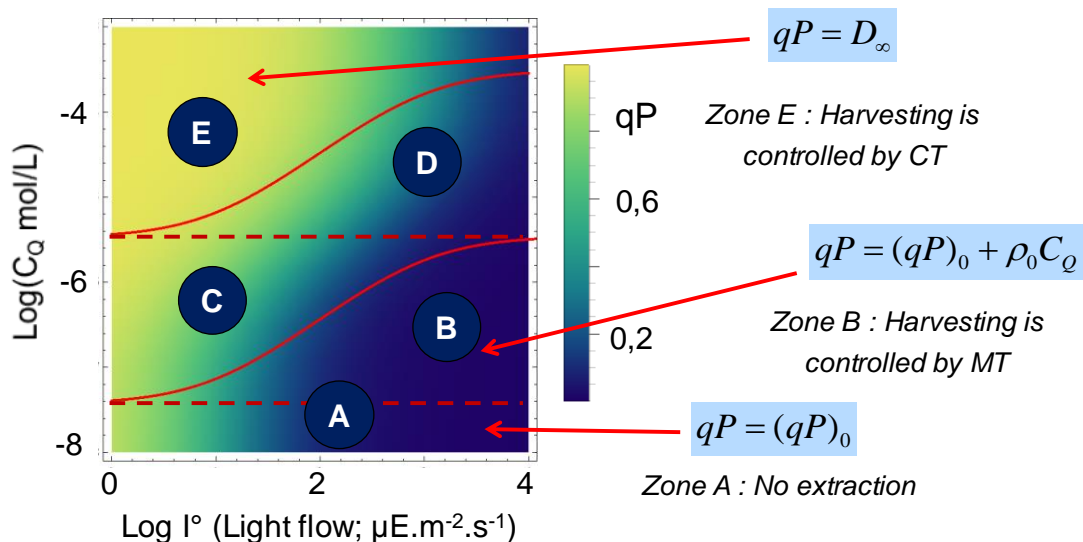 qP = D∞
Zone E : Harvesting is
controlled by CT
qP = (qP)₀ + ρ₀C_Q
Zone B : Harvesting is
controlled by MT
qP = (qP)₀
Zone A : No extraction
qP
0,6
0,2
E
D
C
B
A
Log(C_Q mol/L)
-4
-6
-8
0
2
4
Log I° (Light flow; µE.m⁻².s⁻¹)